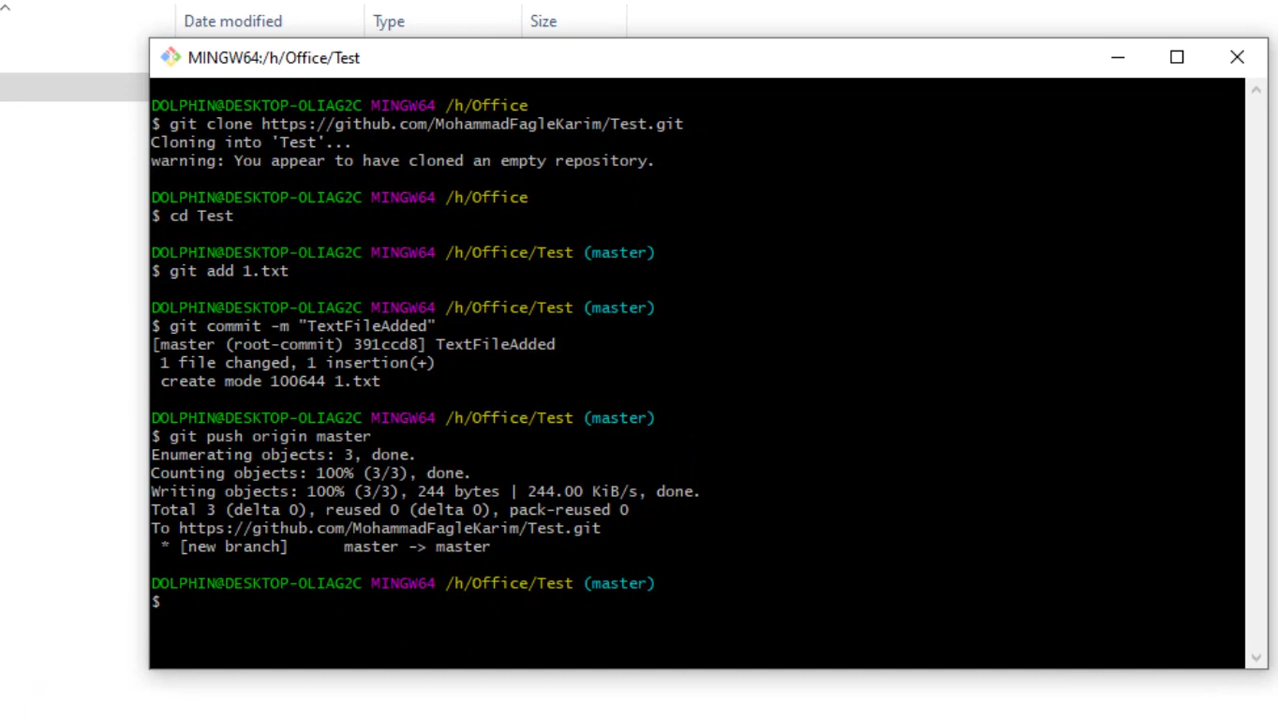 Date modified Type Size
MINGW64:/h/Office/Test
DOLPHIN@DESKTOP-OLIAG2C MINGW64 /h/Office
$ git clone https://github.com/MohammadFagleKarim/Test.git
Cloning into 'Test'...
warning: You appear to have cloned an empty repository.
DOLPHIN@DESKTOP-OLIAG2C MINGW64 /h/Office
$ cd Test
DOLPHIN@DESKTOP-OLIAG2C MINGW64 /h/Office/Test (master)
$ git add 1.txt
DOLPHIN@DESKTOP-OLIAG2C MINGW64 /h/Office/Test (master)
$ git commit -m "TextFileAdded"
[master (root-commit) 391ccd8] TextFileAdded
1 file changed, 1 insertion(+)
create mode 100644 1.txt
DOLPHIN@DESKTOP-OLIAG2C MINGW64 /h/Office/Test (master)
$ git push origin master
Enumerating objects: 3, done.
Counting objects: 100% (3/3), done.
Writing objects: 100% (3/3), 244 bytes | 244.00 KiB/s, done.
Total 3 (delta 0), reused 0 (delta 0), pack-reused 0
To https://github.com/MohammadFagleKarim/Test.git
* [new branch] master -> master
DOLPHIN@DESKTOP-OLIAG2C MINGW64 /h/Office/Test (master)
$